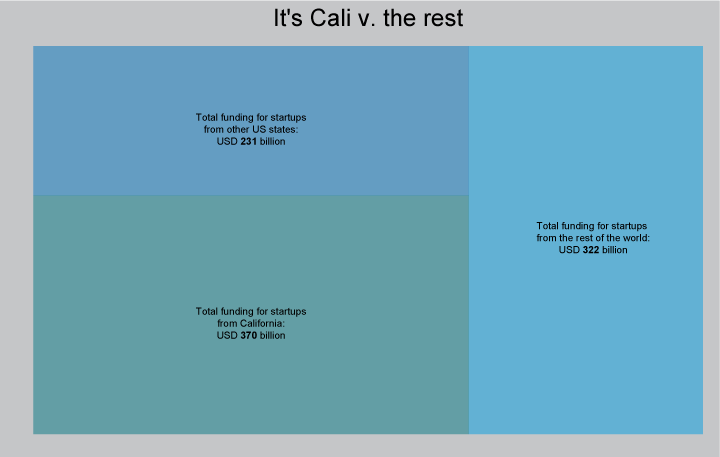 It's Cali v. the rest
Total funding for startups
from other US states:
USD 231 billion
Total funding for startups
from the rest of the world:
USD 322 billion
Total funding for startups
from California:
USD 370 billion